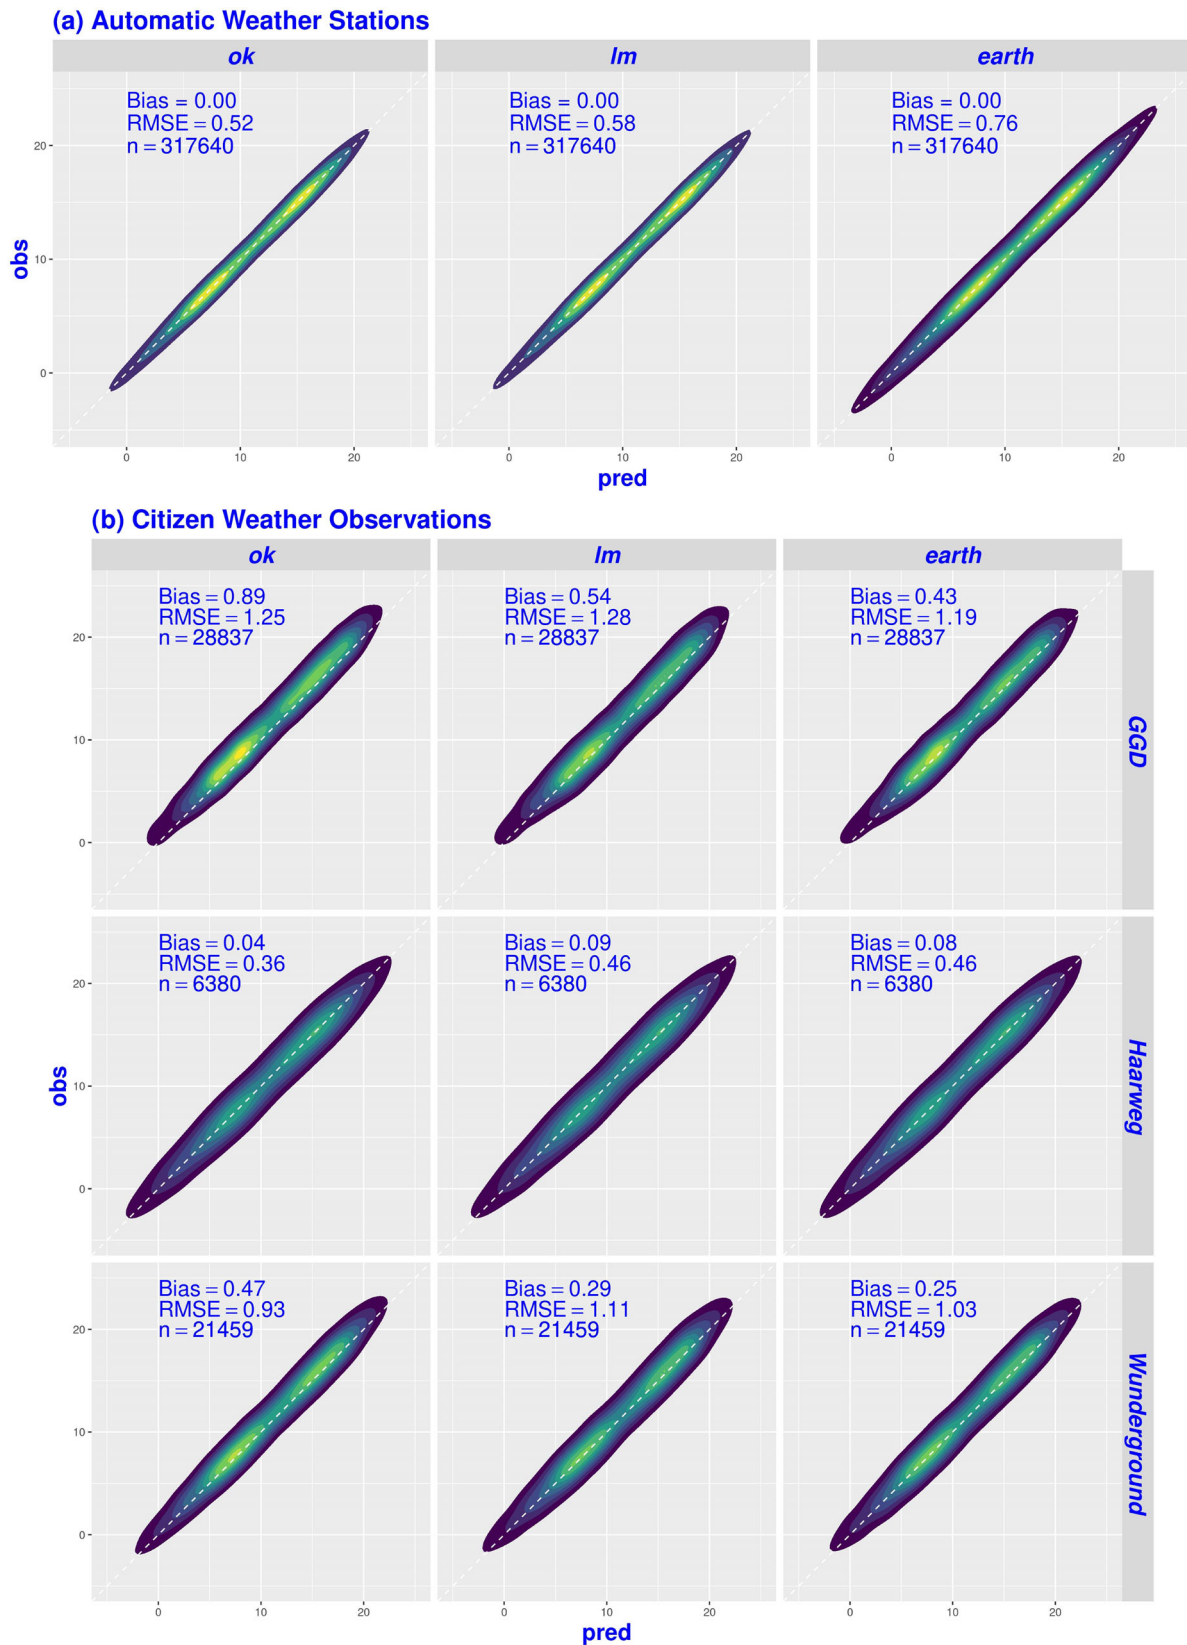 (a) Automatic Weather Stations
ok lm earth
Bias = 0.00
RMSE = 0.52
n = 317640
Bias = 0.00
RMSE = 0.58
n = 317640
Bias = 0.00
RMSE = 0.76
n = 317640
20
10
0
obs
0 10 20 0 10 20 0 10 20
pred
(b) Citizen Weather Observations
ok lm earth
Bias = 0.89
RMSE = 1.25
n = 28837
Bias = 0.54
RMSE = 1.28
n = 28837
Bias = 0.43
RMSE = 1.19
n = 28837
20
10
0
GGD
Bias = 0.04
RMSE = 0.36
n = 6380
Bias = 0.09
RMSE = 0.46
n = 6380
Bias = 0.08
RMSE = 0.46
n = 6380
20
10
0
obs
Haarweg
Bias = 0.47
RMSE = 0.93
n = 21459
Bias = 0.29
RMSE = 1.11
n = 21459
Bias = 0.25
RMSE = 1.03
n = 21459
20
10
0
Wunderground
0 10 20 0 10 20 0 10 20
pred